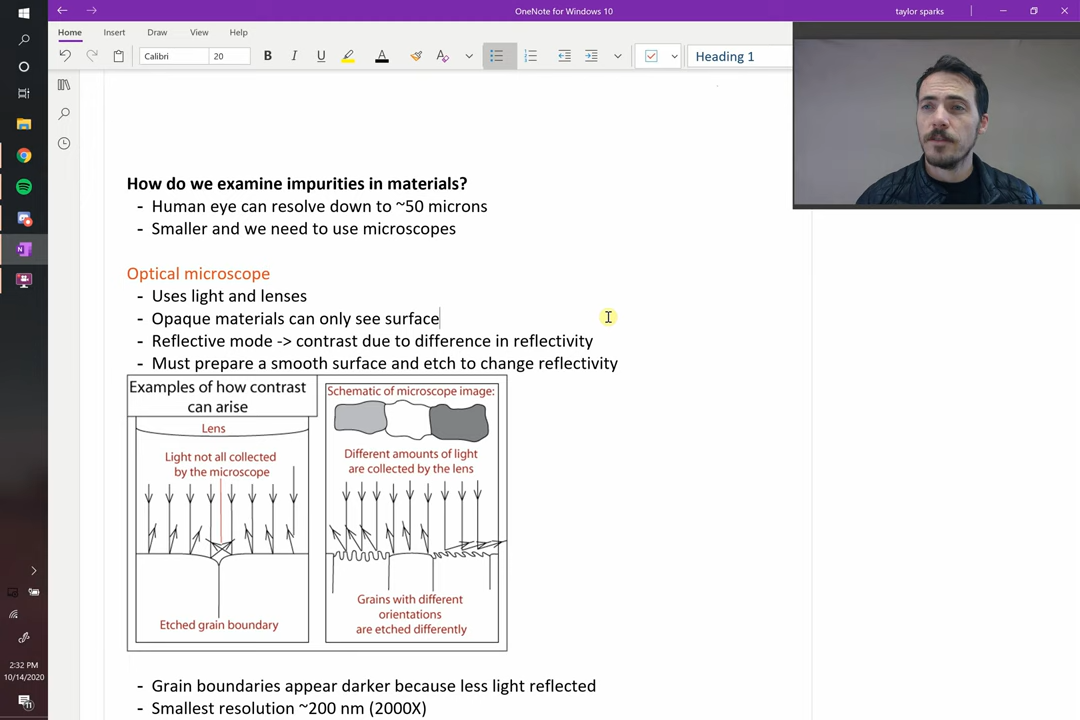 OneNote for Windows 10
taylor sparks
Home Insert Draw View Help
Calibri 20 B I U A A Heading 1
How do we examine impurities in materials?
- Human eye can resolve down to ~50 microns
- Smaller and we need to use microscopes
Optical microscope
- Uses light and lenses
- Opaque materials can only see surface
- Reflective mode -> contrast due to difference in reflectivity
- Must prepare a smooth surface and etch to change reflectivity
Examples of how contrast
can arise
Lens
Light not all collected
by the microscope
Etched grain boundary
Schematic of microscope image:
Different amounts of light
are collected by the lens
Grains with different
orientations
are etched differently
- Grain boundaries appear darker because less light reflected
- Smallest resolution ~200 nm (2000X)
2:32 PM
10/14/2020